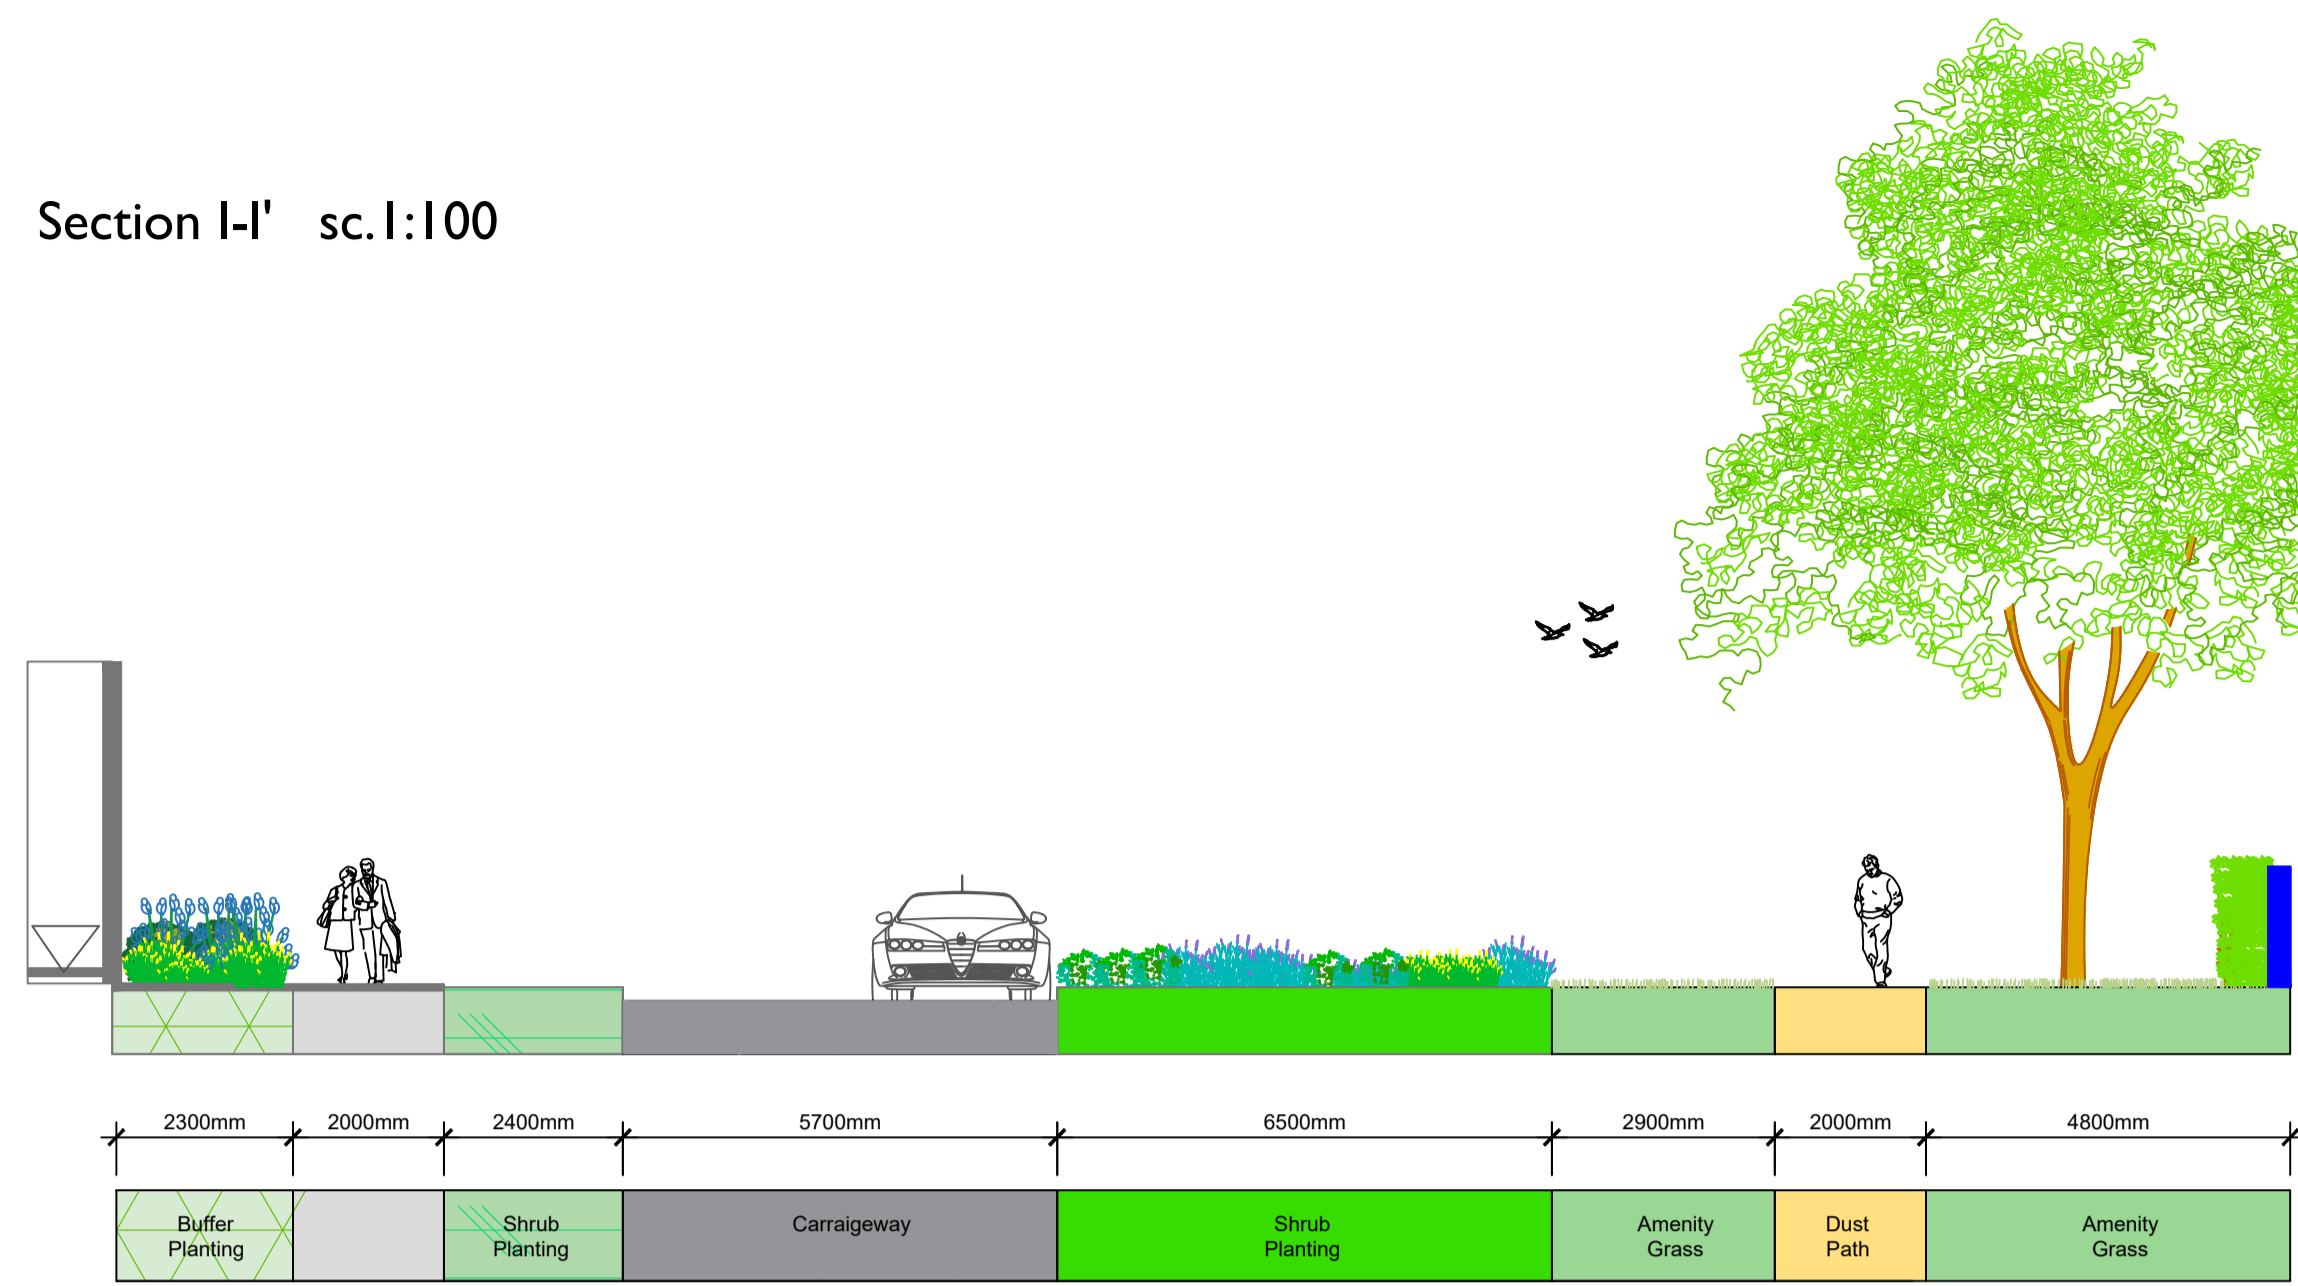 Section I-I' sc.1:100
2300mm 2000mm 2400mm 5700mm 6500mm 2900mm 2000mm 4800mm
Buffer
Planting
Shrub
Planting
Carraigeway
Shrub
Planting
Amenity
Grass
Dust
Path
Amenity
Grass